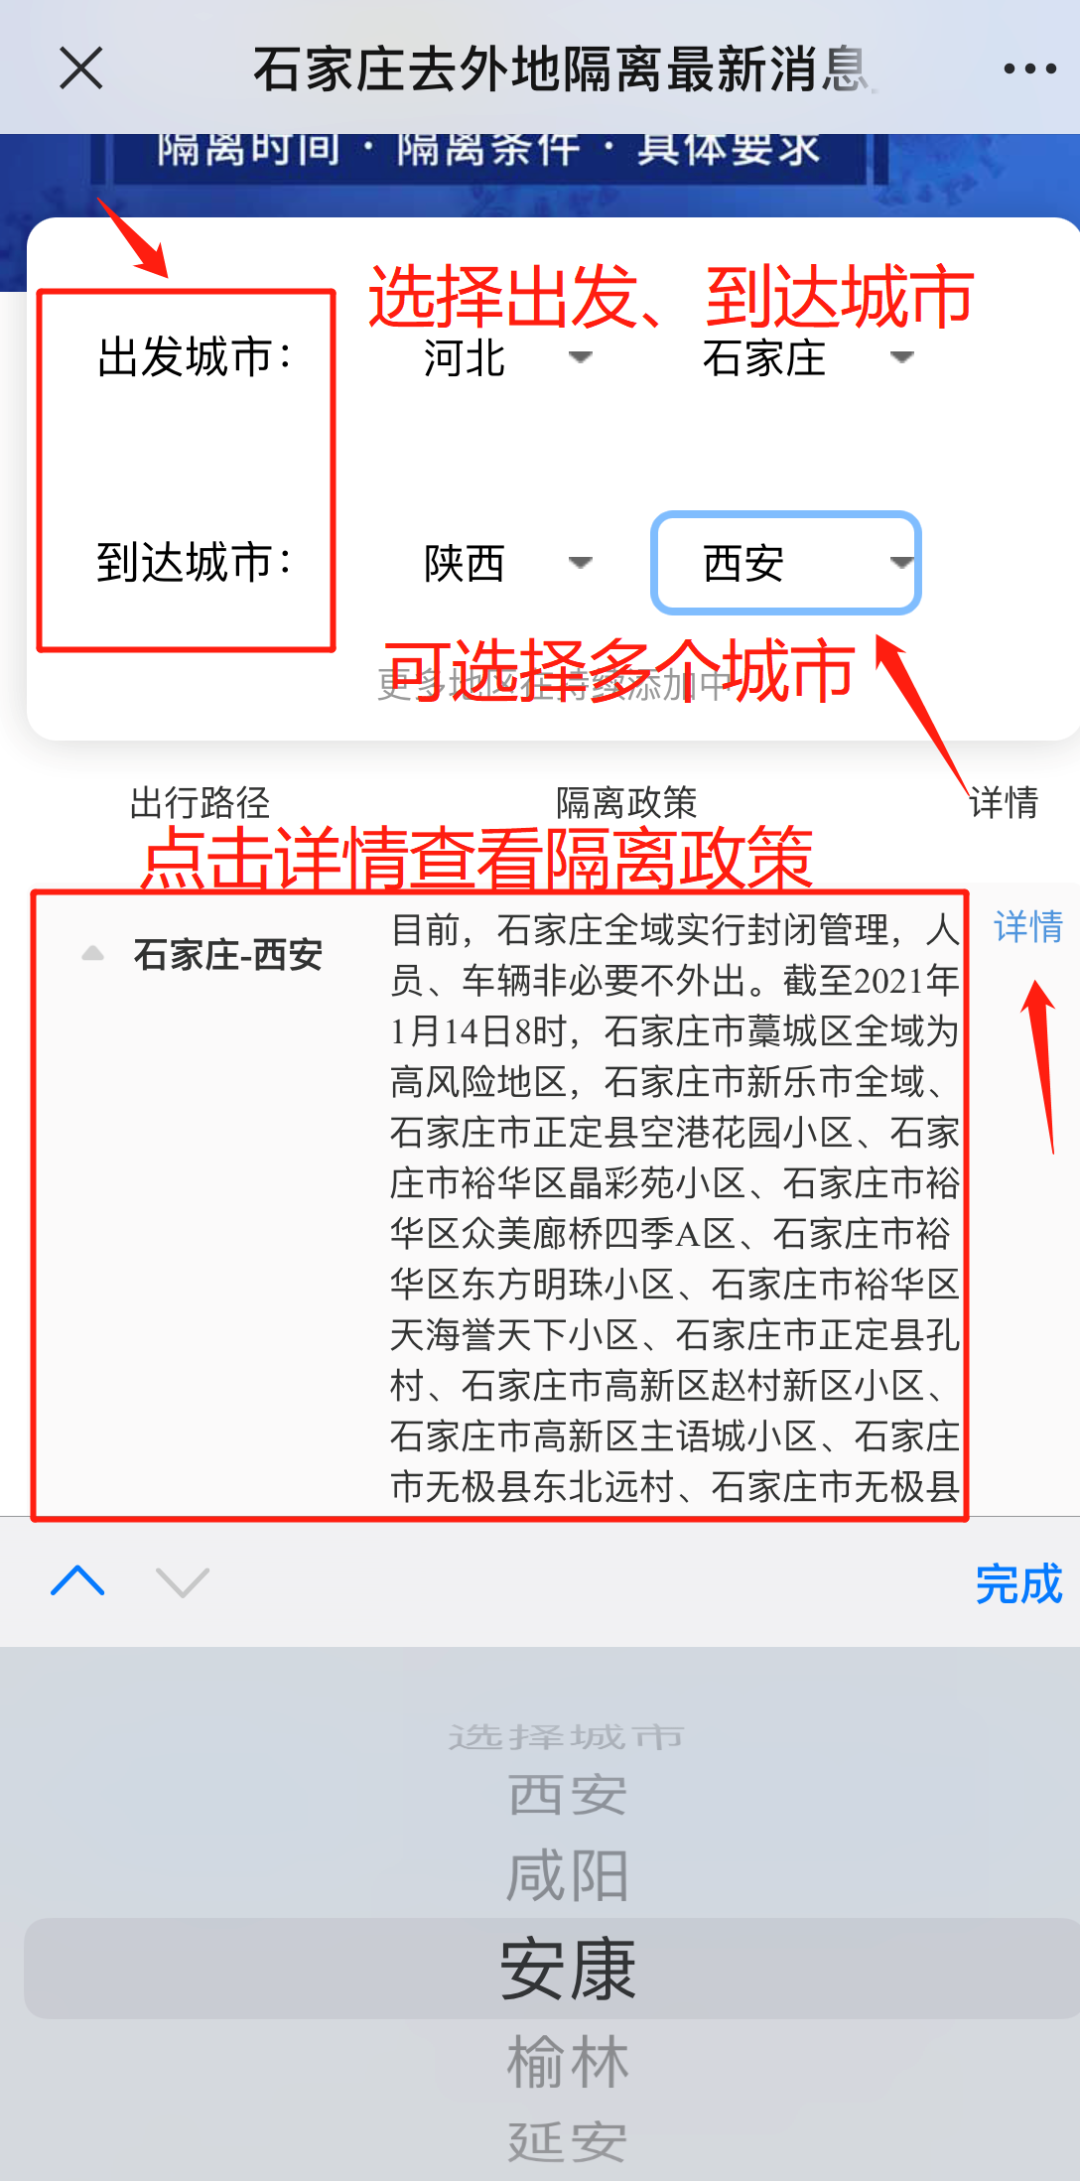 石家庄去外地隔离最新消息
隔离时间·隔离条件·具体要求
选择出发、到达城市
出发城市：
河北
石家庄
到达城市：
陕西
西安
可选择多个城市
更多地区在持续添加中
出行路径
隔离政策
详情
点击详情查看隔离政策
石家庄-西安
目前，石家庄全域实行封闭管理，人
员、车辆非必要不外出。截至2021年
1月14日8时，石家庄市藁城区全域为
高风险地区，石家庄市新乐市全域、
石家庄市正定县空港花园小区、石家
庄市裕华区晶彩苑小区、石家庄市裕
华区众美廊桥四季A区、石家庄市裕
华区东方明珠小区、石家庄市裕华区
天海誉天下小区、石家庄市正定县孔
村、石家庄市高新区赵村新区小区、
石家庄市高新区主语城小区、石家庄
市无极县东北远村、石家庄市无极县
详情
完成
选择城市
西安
咸阳
安康
榆林
延安